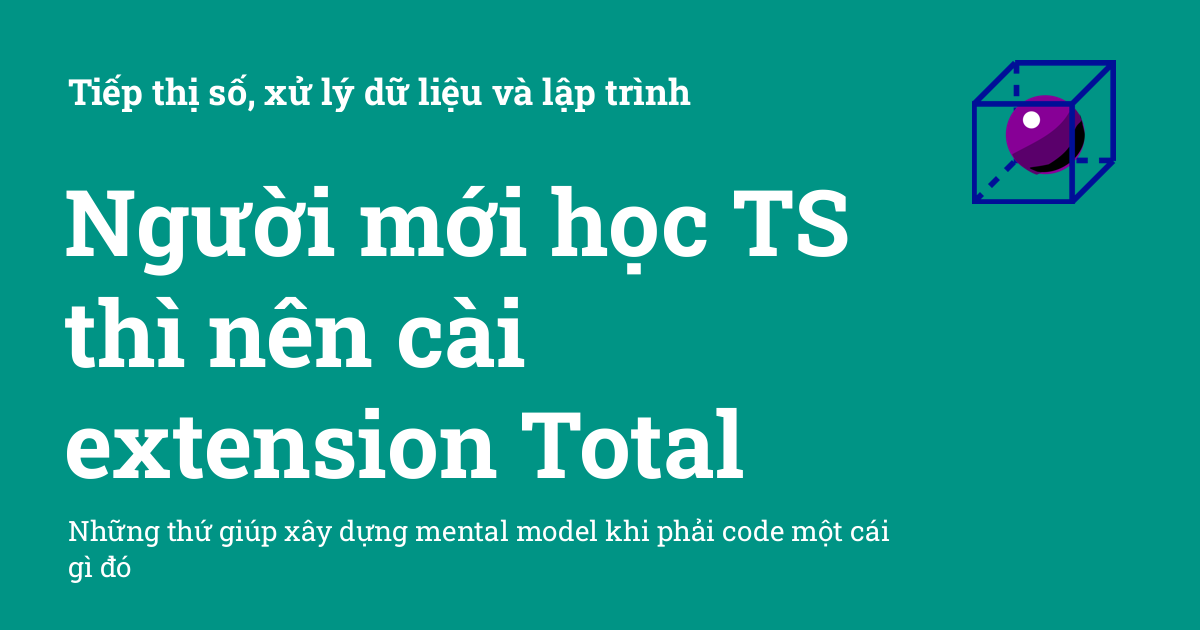 Tiếp thị số, xử lý dữ liệu và lập trình
Người mới học TS
thì nên cài
extension Total
Những thứ giúp xây dựng mental model khi phải code một cái
gì đó